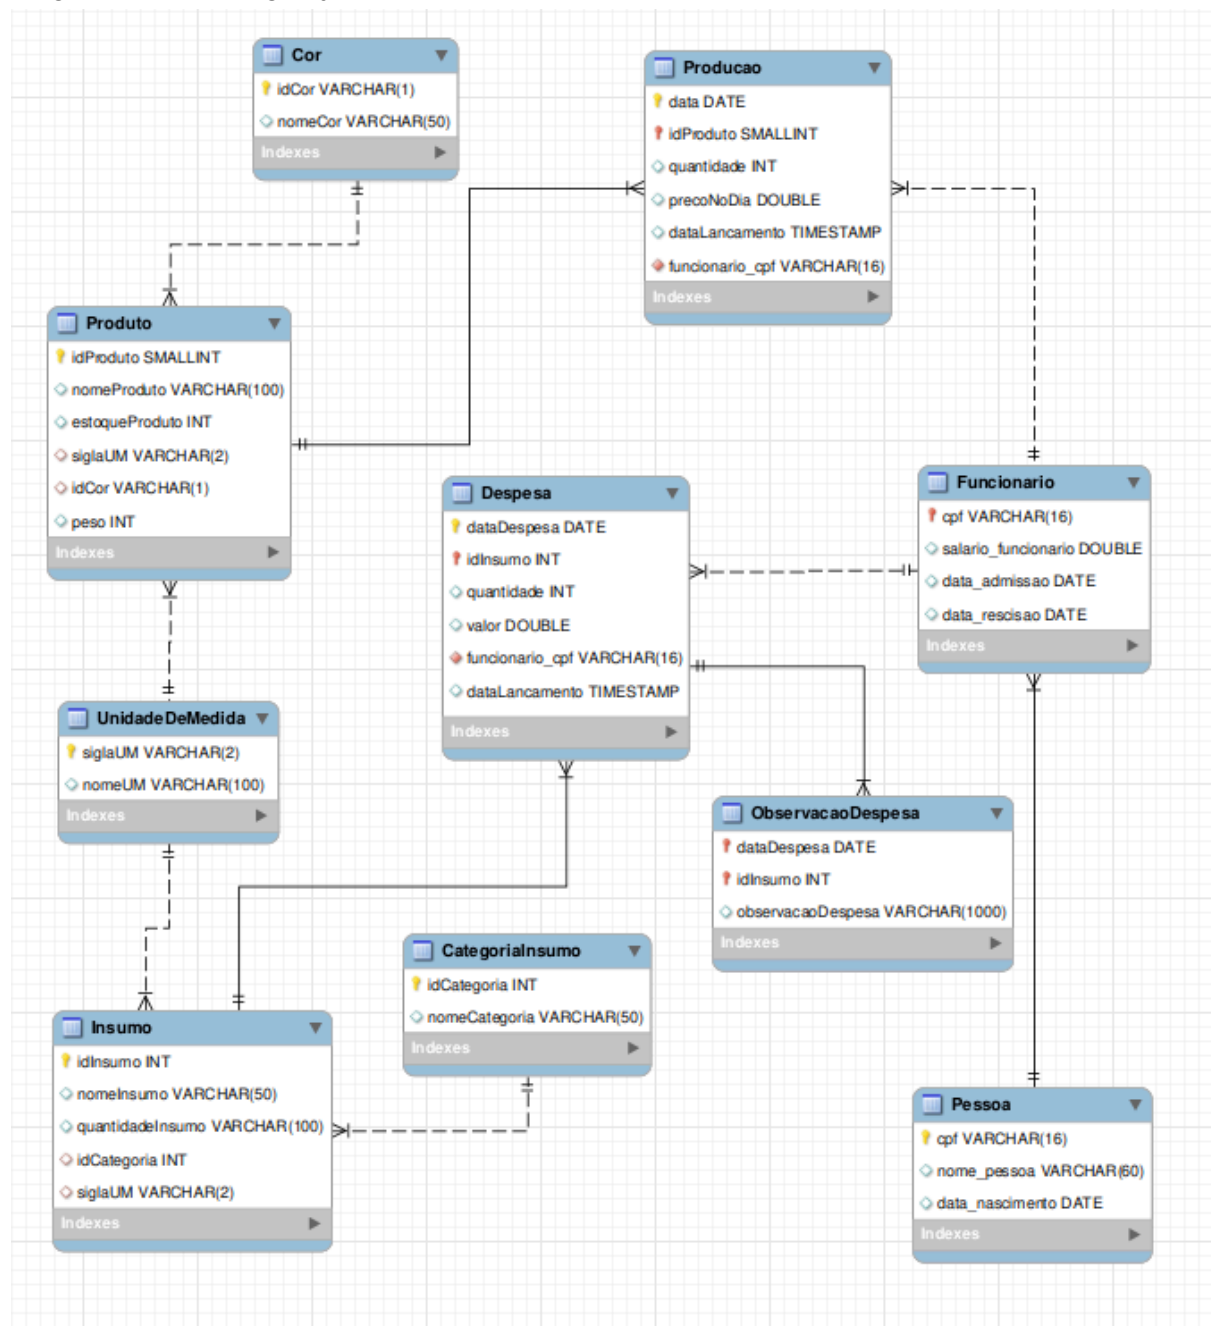 Cor
idCor VARCHAR(1)
nomeCor VARCHAR(50)
Indexes
Producao
data DATE
idProduto SMALLINT
quantidade INT
precoNoDia DOUBLE
dataLancamento TIMESTAMP
funcionario_cpf VARCHAR(16)
Indexes
Produto
idProduto SMALLINT
nomeProduto VARCHAR(100)
estoqueProduto INT
siglaUM VARCHAR(2)
idCor VARCHAR(1)
peso INT
Indexes
Despesa
dataDespesa DATE
idInsumo INT
quantidade INT
valor DOUBLE
funcionario_cpf VARCHAR(16)
dataLancamento TIMESTAMP
Indexes
Funcionario
cpf VARCHAR(16)
salario_funcionario DOUBLE
data_admissao DATE
data_rescisao DATE
Indexes
UnidadeDeMedida
siglaUM VARCHAR(2)
nomeUM VARCHAR(100)
Indexes
ObservacaoDespesa
dataDespesa DATE
idInsumo INT
observacaoDespesa VARCHAR(1000)
Indexes
CategoriaInsumo
idCategoria INT
nomeCategoria VARCHAR(50)
Indexes
Insumo
idInsumo INT
nomeInsumo VARCHAR(50)
quantidadeInsumo VARCHAR(100)
idCategoria INT
siglaUM VARCHAR(2)
Indexes
Pessoa
cpf VARCHAR(16)
nome_pessoa VARCHAR(60)
data_nascimento DATE
Indexes